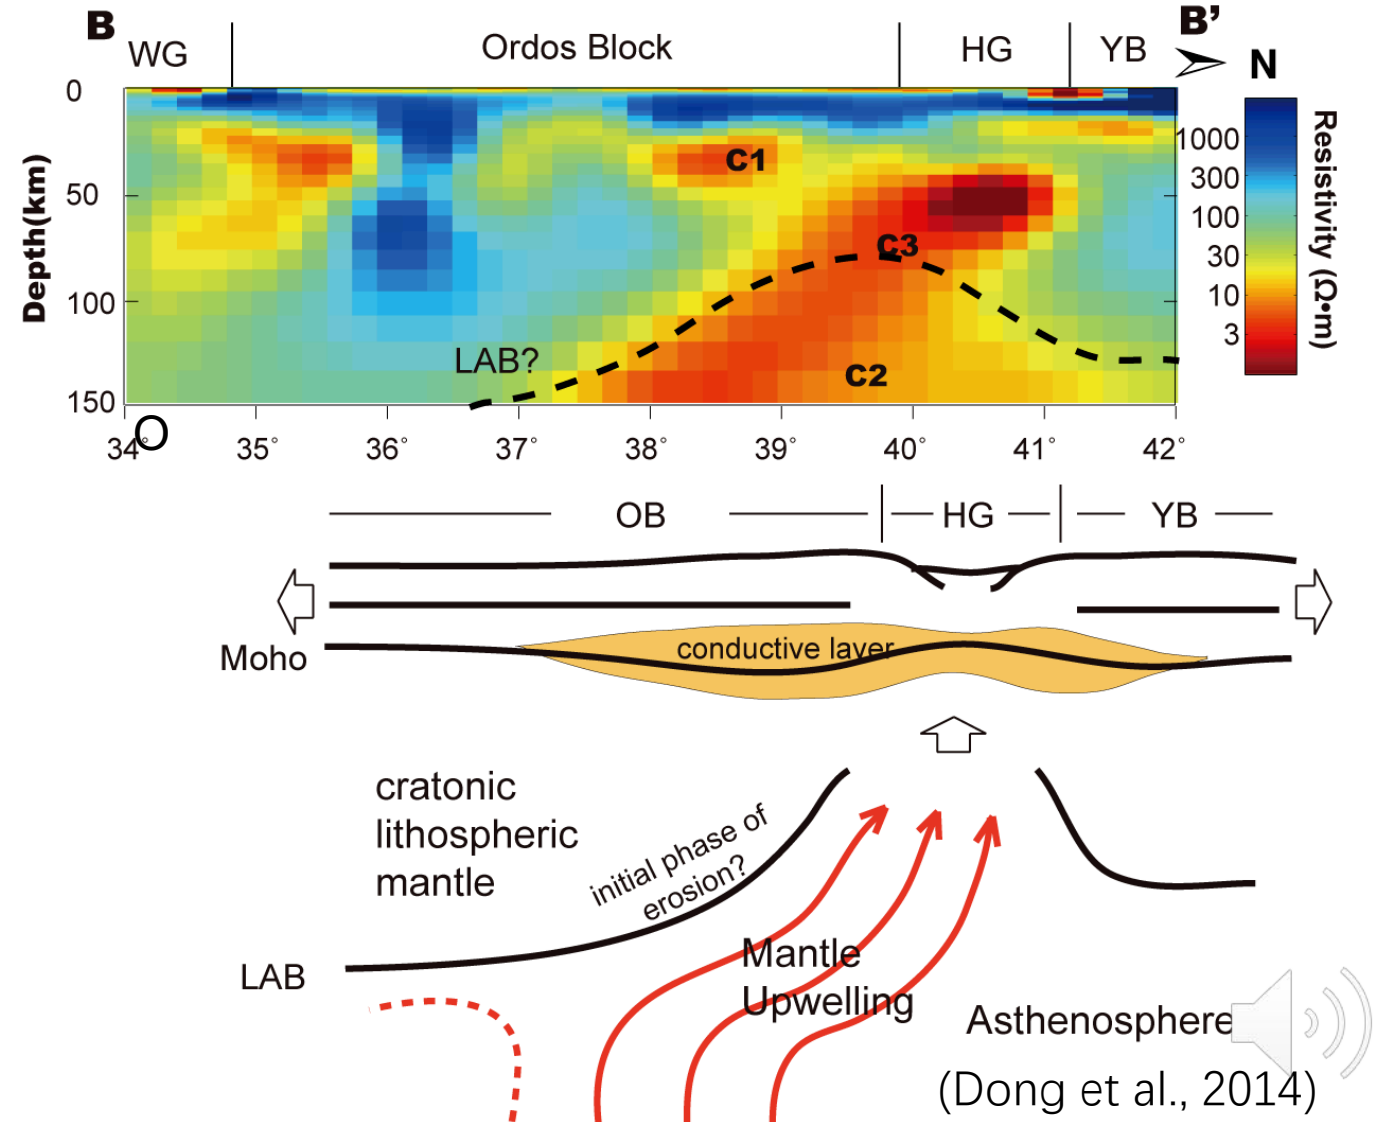 B
B’
WG
Ordos Block
HG
YB
N
0
50
100
150
Depth(km)
C1
C3
C2
LAB?
1000
300
100
30
10
3
Resistivity (Ω•m)
34°
O
35°
36°
37°
38°
39°
40°
41°
42°
OB
HG
YB
conductive layer
Moho
cratonic
lithospheric
mantle
initial phase of
erosion?
LAB
Mantle
Upwelling
Asthenosphere
(Dong et al., 2014)